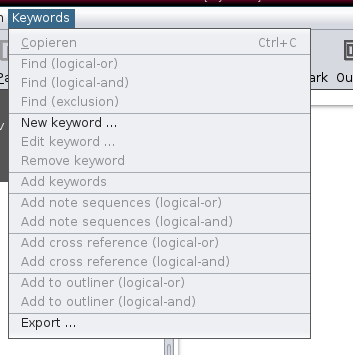 Keywords
Copieren Ctrl+C
Find (logical-or)
Find (logical-and)
ark Ou
Find (exclusion)
New keyword ...
Edit keyword ...
Remove keyword
Add keywords
Add note sequences (logical-or)
Add note sequences (logical-and)
Add cross reference (logical-or)
Add cross reference (logical-and)
Add to outliner (logical-or)
Add to outliner (logical-and)
Export ...